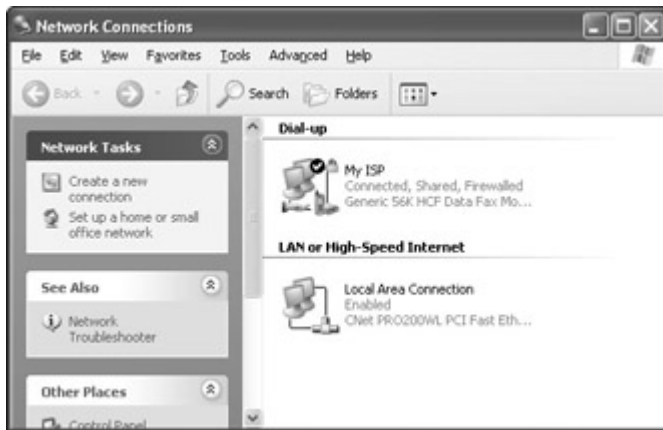 Network Connections
File Edit View Favorites Tools Advanced Help
Back Search Folders
Network Tasks
Create a new
connection
Set up a home or small
office network
See Also
Network
Troubleshooter
Other Places
Control Panel
Dial-up
My ISP
Connected, Shared, Firewalled
Generic 56K HCF Data Fax Mo...
LAN or High-Speed Internet
Local Area Connection
Enabled
CNet PRO200WL PCI Fast Eth...